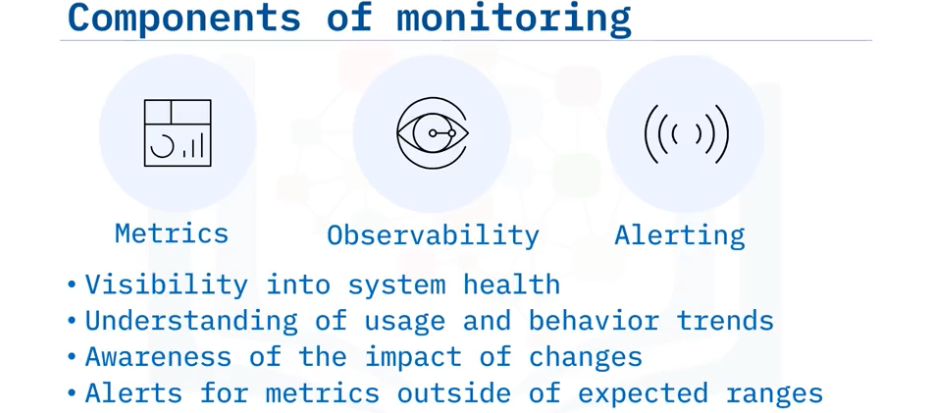 Components of monitoring
Metrics
Observability
Alerting
• Visibility into system health
• Understanding of usage and behavior trends
• Awareness of the impact of changes
• Alerts for metrics outside of expected ranges